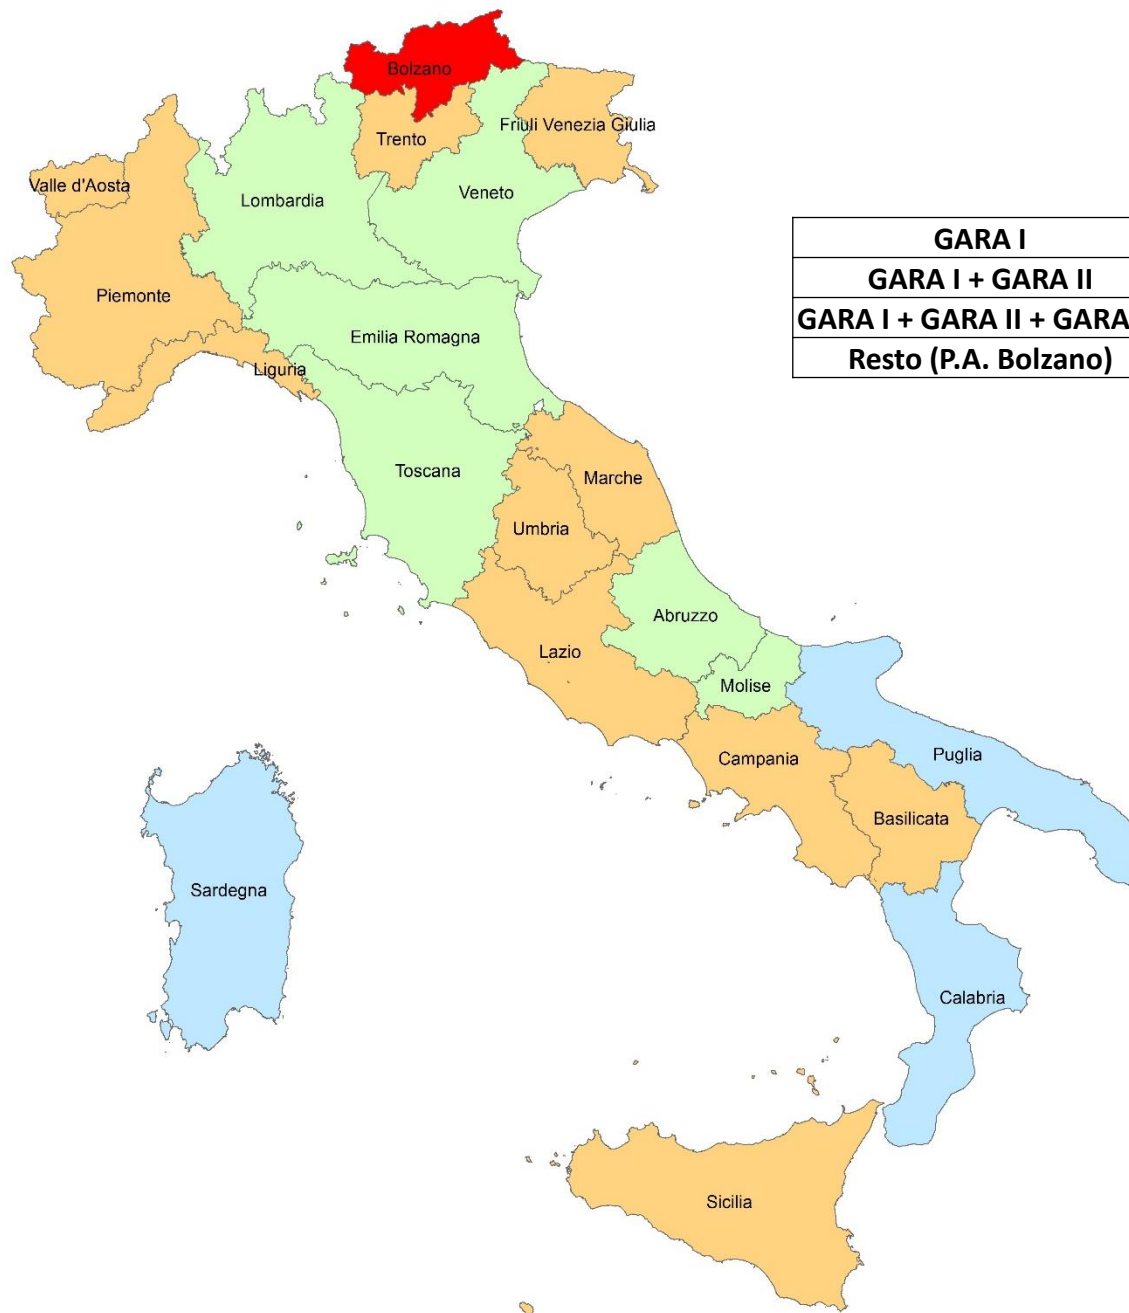 Bolzano
Trento
Friuli Venezia Giulia
Valle d'Aosta
Lombardia
Veneto
GARA I
GARA I + GARA II
GARA I + GARA II + GARA
Resto (P.A. Bolzano)
Piemonte
Emilia Romagna
Liguria
Toscana
Marche
Umbria
Abruzzo
Lazio
Molise
Campania
Puglia
Basilicata
Sardegna
Calabria
Sicilia